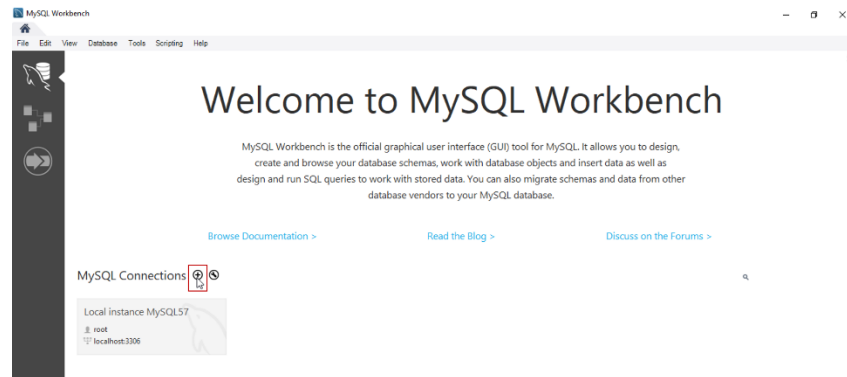 MySQL Workbench
File Edit View Database Tools Scripting Help
Welcome to MySQL Workbench
MySQL Workbench is the official graphical user interface (GUI) tool for MySQL. It allows you to design,
create and browse your database schemas, work with database objects and insert data as well as
design and run SQL queries to work with stored data. You can also migrate schemas and data from other
database vendors to your MySQL database.
Browse Documentation > Read the Blog > Discuss on the Forums >
MySQL Connections
Local instance MySQL57
root
localhost:3306